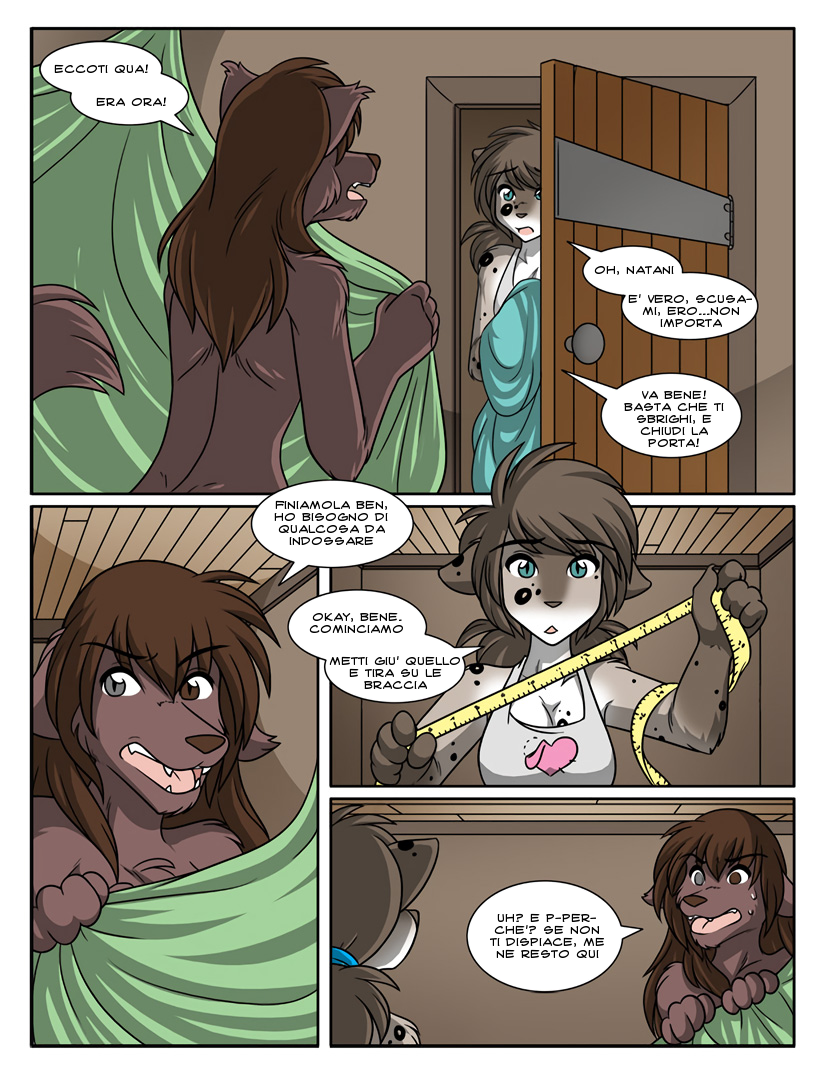 ECCOTI QUA!
ERA ORA!
OH, NATANI
E' VERO, SCUSA-
MI, ERO...NON
IMPORTA
VA BENE!
BASTA CHE TI
SBRIGHI, E
CHIUDI LA
PORTA!
FINIAMOLA BEN,
HO BISOGNO DI
QUALCOSA DA
INDOSSARE
OKAY, BENE.
COMINCIAMO
METTI GIU' QUELLO
E TIRA SU LE
BRACCIA
UH? E P-PER-
CHE'? SE NON
TI DISPIACE, ME
NE RESTO QUI